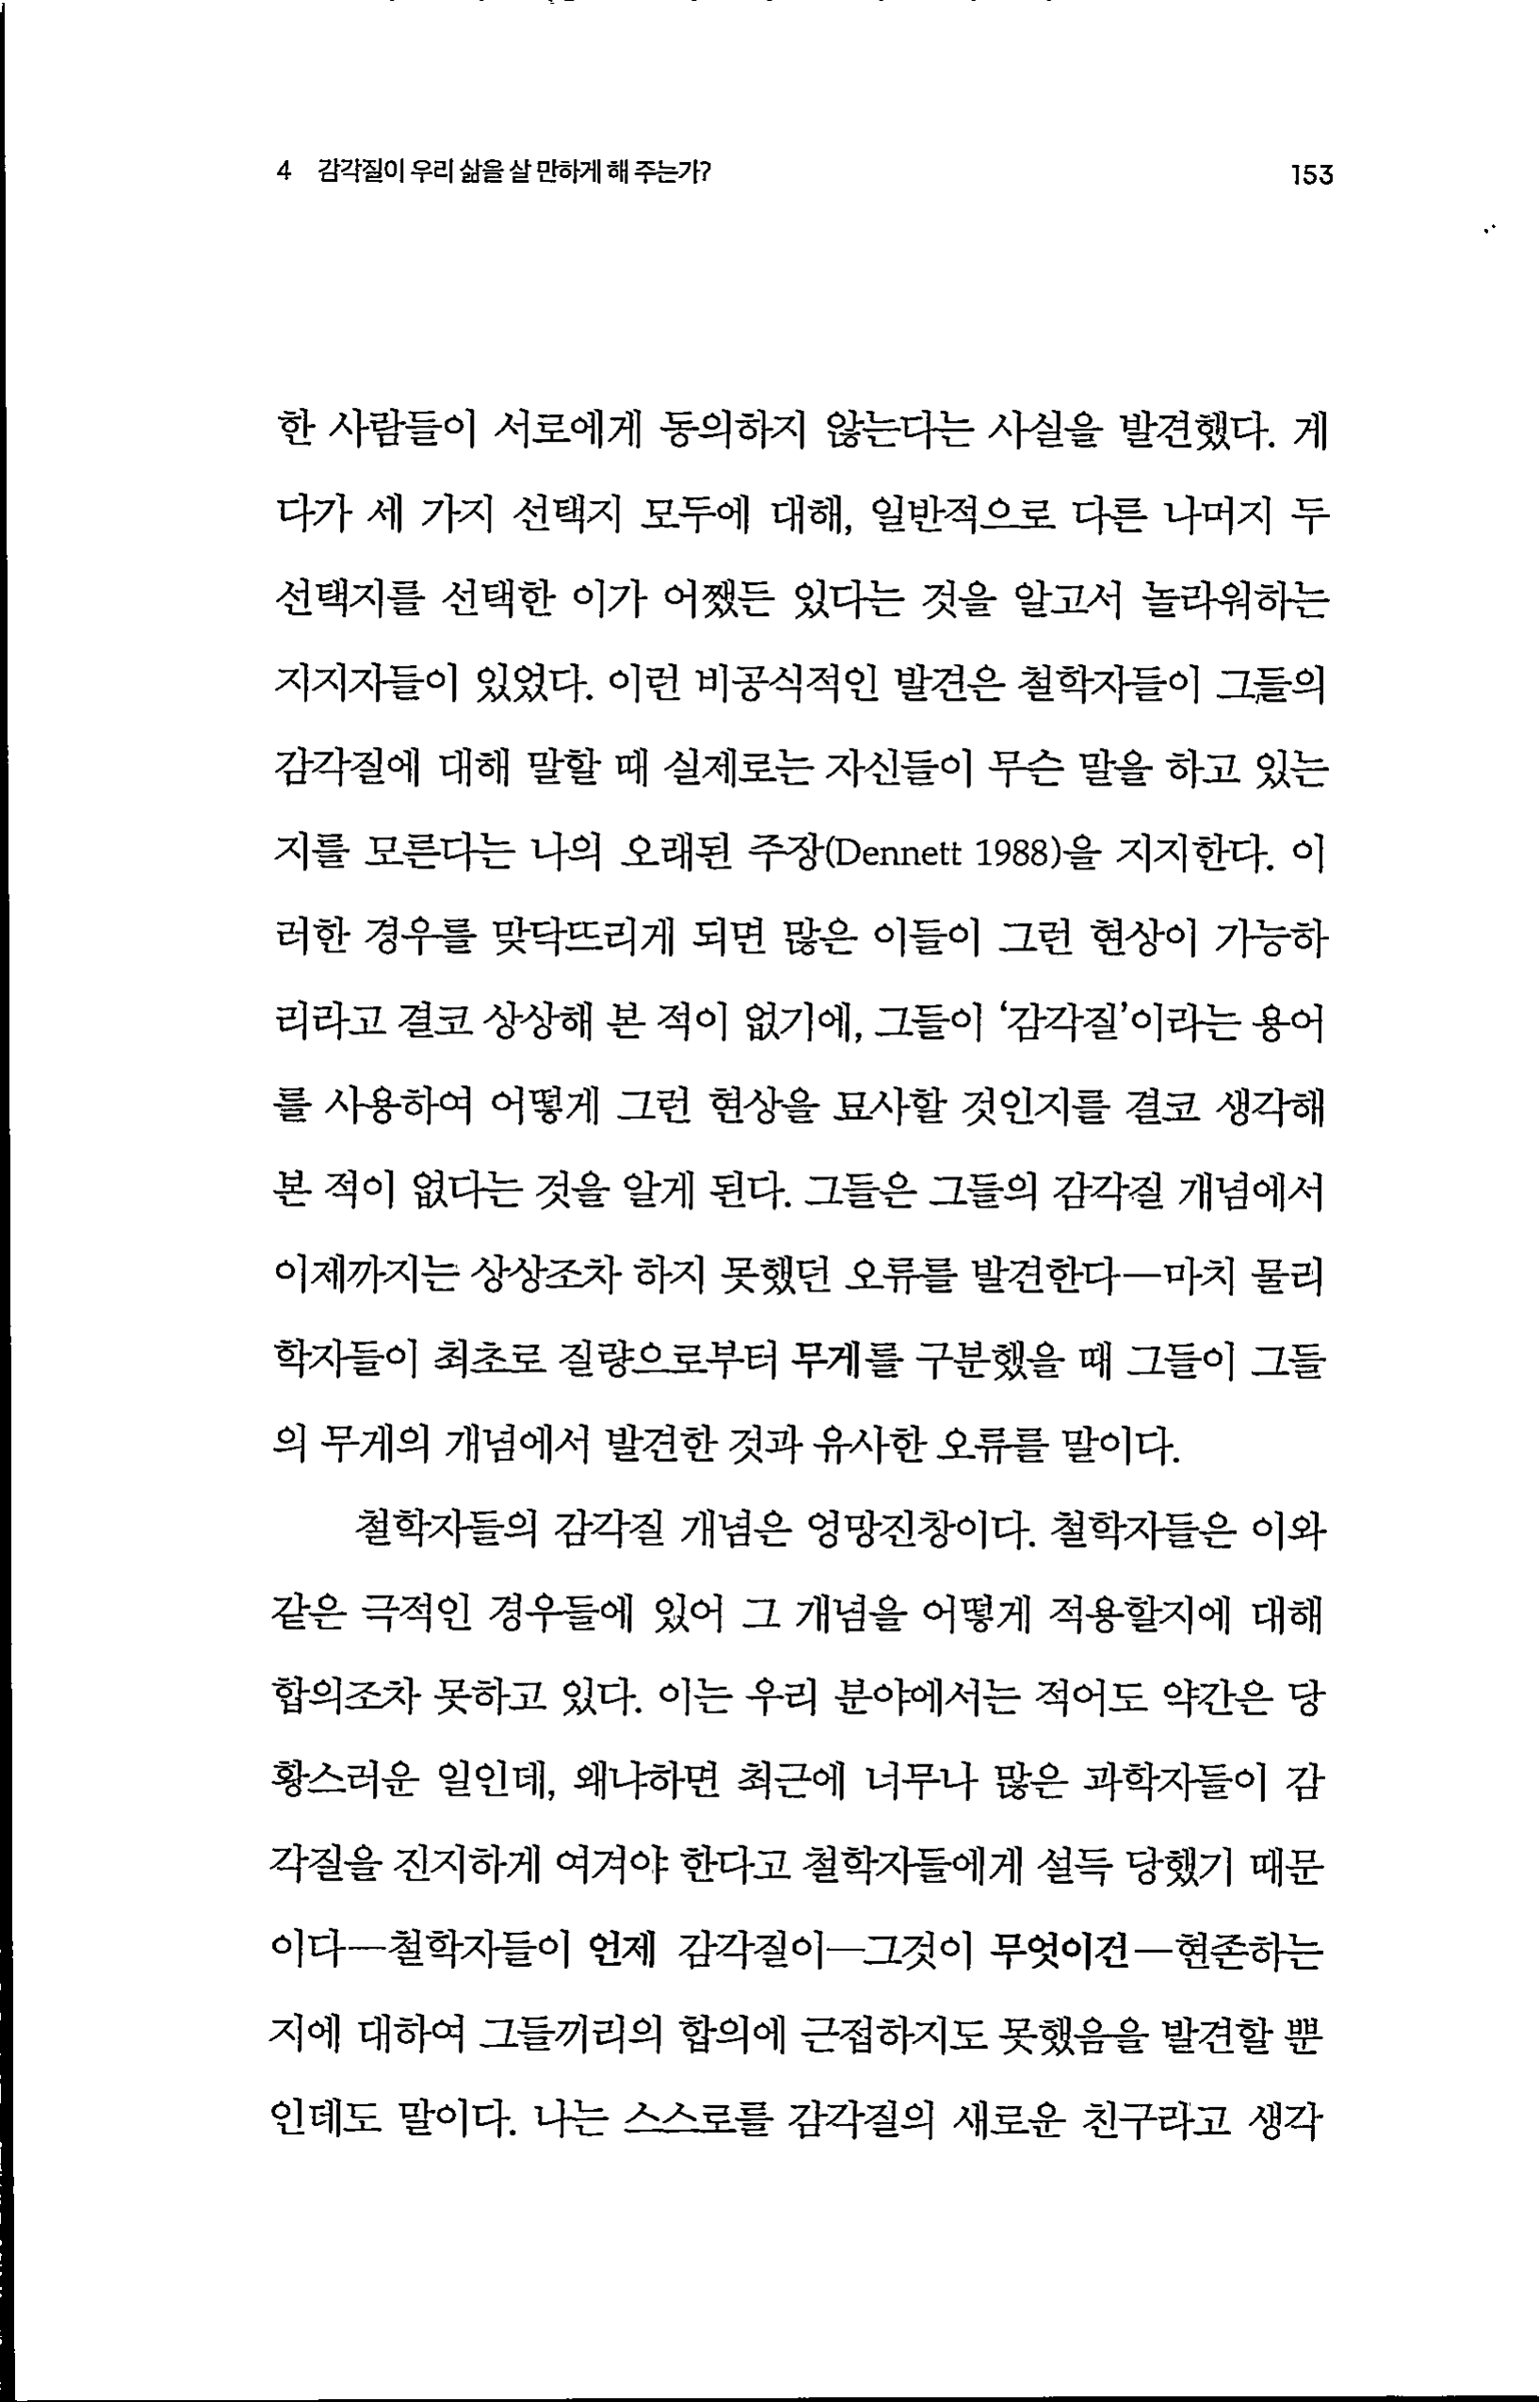 4 감각질이 우리 삶을 살 만하게 해 주는가? 153
한 사람들이 서로에게 동의하지 않는다는 사실을 발견했다. 게
다가 세 가지 선택지 모두에 대해, 일반적으로 다른 나머지 두
선택지를 선택한 이가 어쨌든 있다는 것을 알고서 놀라워하는
지지자들이 있었다. 이런 비공식적인 발견은 철학자들이 그들의
감각질에 대해 말할 때 실제로는 자신들이 무슨 말을 하고 있는
지를 모른다는 나의 오래된 주장(Dennett 1988)을 지지한다. 이
러한 경우를 맞닥뜨리게 되면 많은 이들이 그런 현상이 가능하
리라고 결코 상상해 본 적이 없기에, 그들이 ‘감각질’이라는 용어
를 사용하여 어떻게 그런 현상을 묘사할 것인지를 결코 생각해
본 적이 없다는 것을 알게 된다. 그들은 그들의 감각질 개념에서
이제까지는 상상조차 하지 못했던 오류를 발견한다—마치 물리
학자들이 최초로 질량으로부터 무게를 구분했을 때 그들이 그들
의 무게의 개념에서 발견한 것과 유사한 오류를 말이다.
철학자들의 감각질 개념은 엉망진창이다. 철학자들은 이와
같은 극적인 경우들에 있어 그 개념을 어떻게 적용할지에 대해
합의조차 못하고 있다. 이는 우리 분야에서는 적어도 약간은 당
황스러운 일인데, 왜냐하면 최근에 너무나 많은 과학자들이 감
각질을 진지하게 여겨야 한다고 철학자들에게 설득 당했기 때문
이다—철학자들이 언제 감각질이—그것이 무엇이건—현존하는
지에 대하여 그들끼리의 합의에 근접하지도 못했음을 발견할 뿐
인데도 말이다. 나는 스스로를 감각질의 새로운 친구라고 생각